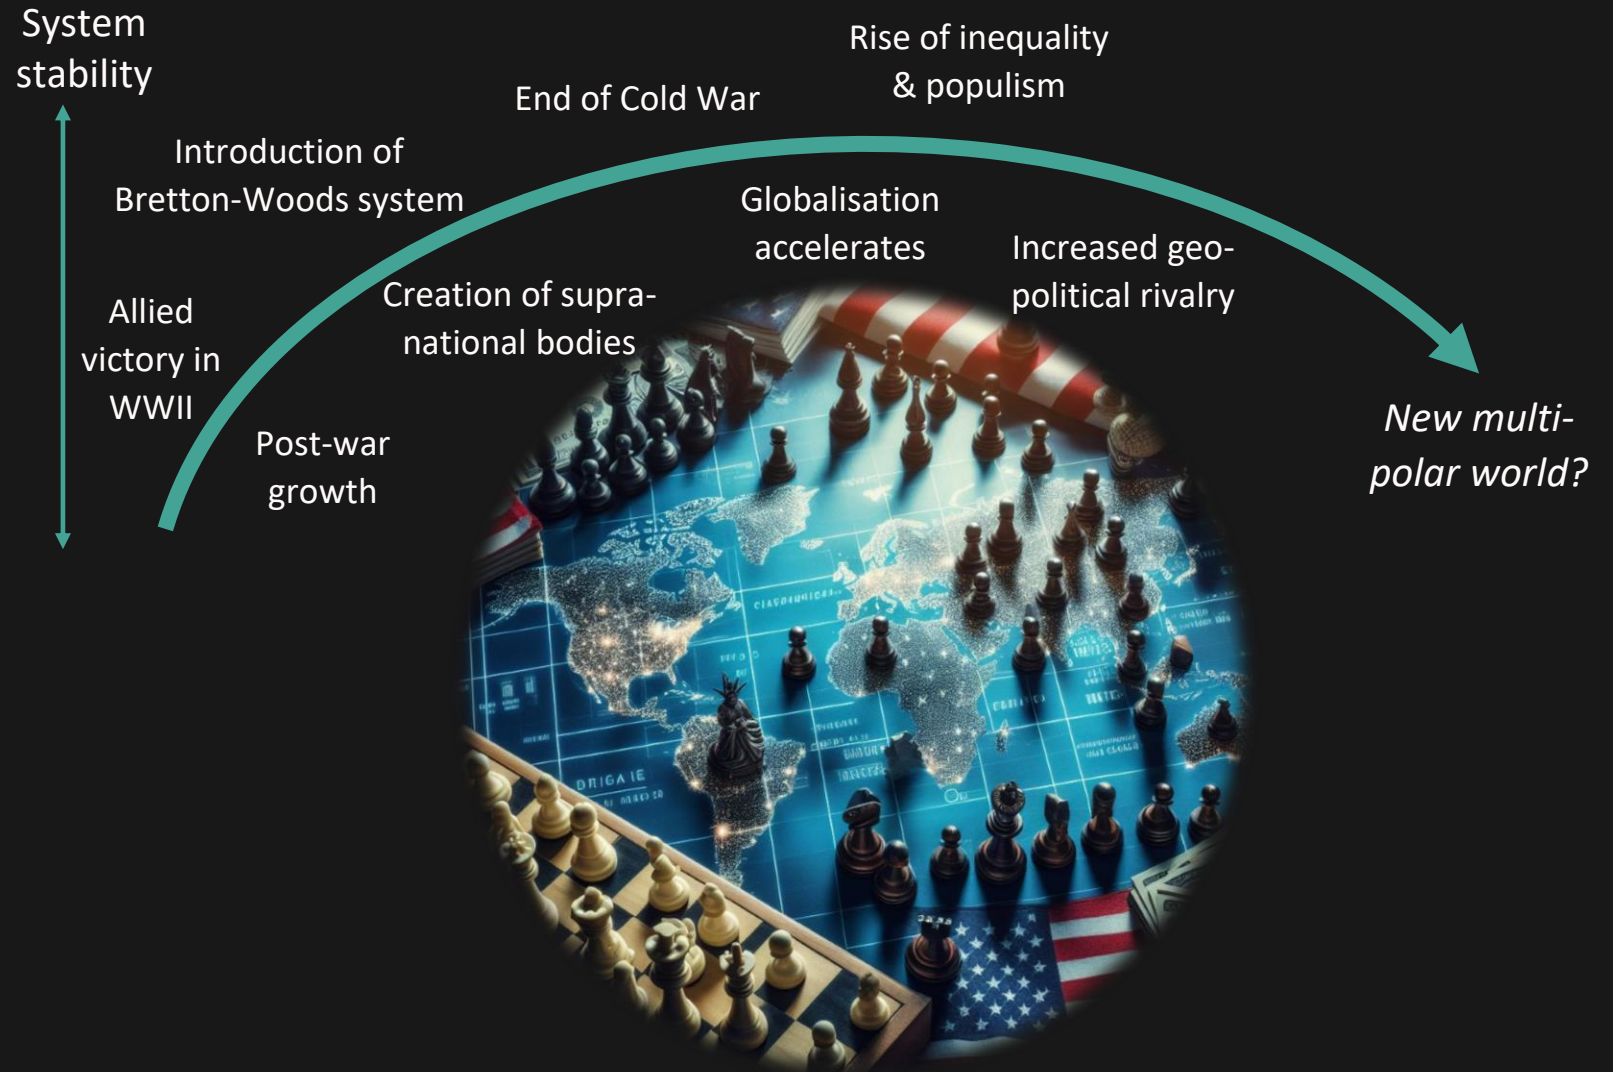 System
stability
Rise of inequality
& populism
End of Cold War
Introduction of
Bretton-Woods system
Globalisation
accelerates
Increased geo-
political rivalry
Creation of supra-
national bodies
Allied
victory in
WWII
Post-war
growth
New multi-
polar world?